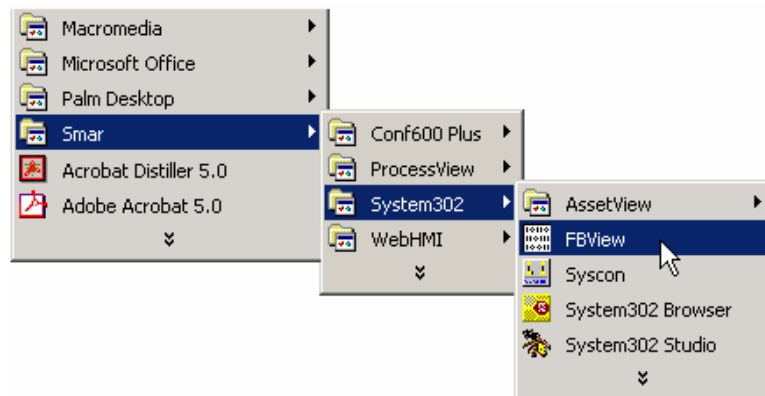 Macromedia
Microsoft Office
Palm Desktop
Smar
Acrobat Distiller 5.0
Adobe Acrobat 5.0
Conf600 Plus
ProcessView
System302
WebHMI
AssetView
FBView
Syscon
System302 Browser
System302 Studio